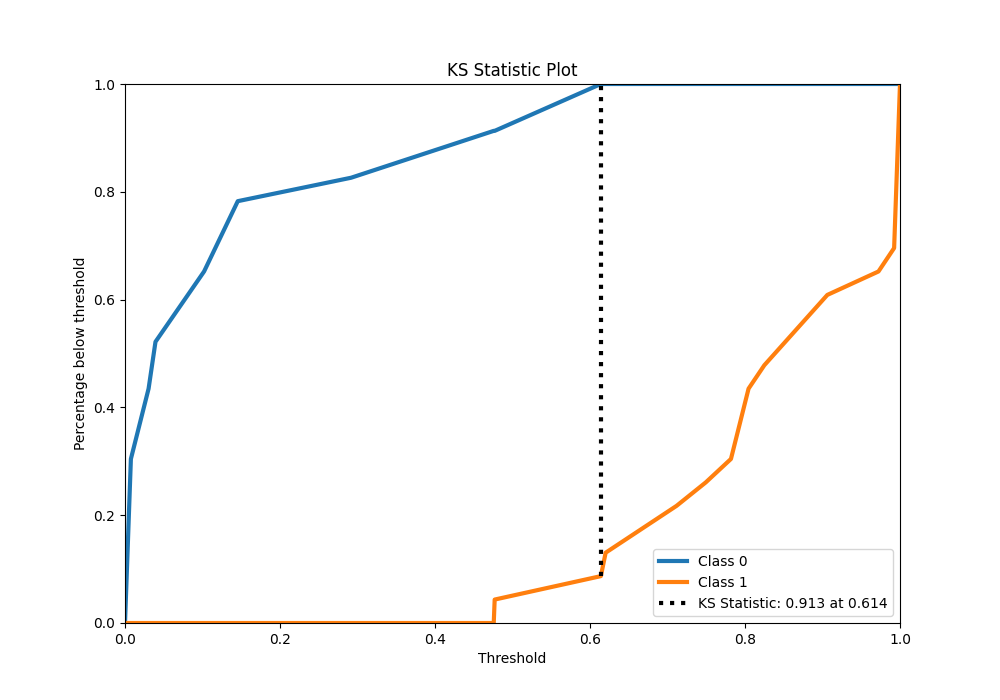 KS Statistic Plot
1.0
0.8
0.6
0.4
0.2
0.0
Percentage below threshold
0.0 0.2 0.4 0.6 0.8 1.0
Threshold
Class 0
Class 1
KS Statistic: 0.913 at 0.614